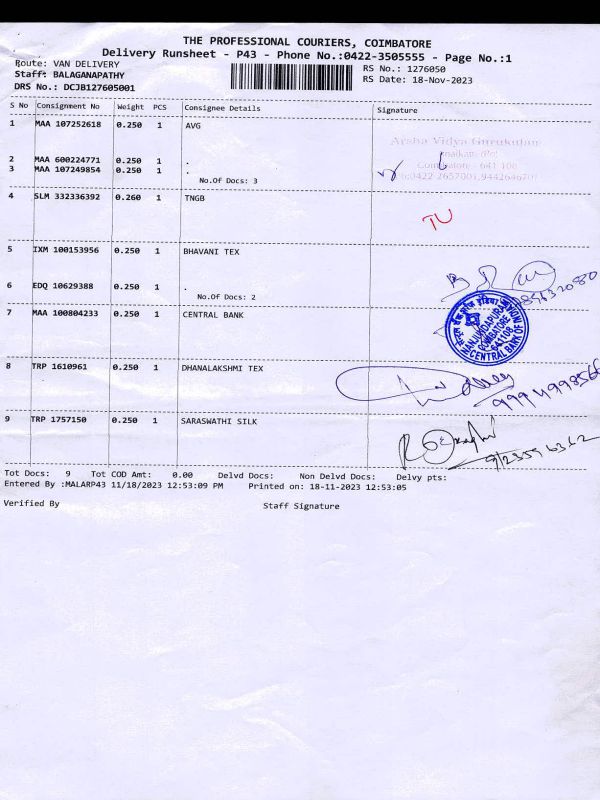 THE PROFESSIONAL COURIERS, COIMBATORE
Delivery Runsheet - P43 - Phone No.:0422-3505555 - Page No.:1
Route: VAN DELIVERY
RS No.: 1276050
Staff: BALAGANAPATHY
RS Date: 18-Nov-2023
DRS No.: DCJB127605001
S No Consignment No Weight PCS Consignee Details Signature
1 MAA 107252618 0.250 1 AVG
Arsha Vidya Gurukulam
Coimbatore - 641 108
2 MAA 600224771 0.250 1 .
3 MAA 107249854 0.250 1 .
No.Of Docs: 3
4 SLM 332336392 0.260 1 TNGB
5 IXM 100153956 0.250 1 BHAVANI TEX
6 EDQ 10629388 0.250 1 .
No.Of Docs: 2
7 MAA 100804233 0.250 1 CENTRAL BANK
COIMBATORE
641108
CENTRAL BANK OF
8 TRP 1610961 0.250 1 DHANALAKSHMI TEX
9 TRP 1757150 0.250 1 SARASWATHI SILK
Tot Docs: 9 Tot COD Amt: 0.00 Delvd Docs: Non Delvd Docs: Delvy pts:
Entered By :MALARP43 11/18/2023 12:53:09 PM Printed on: 18-11-2023 12:53:05
Verified By Staff Signature